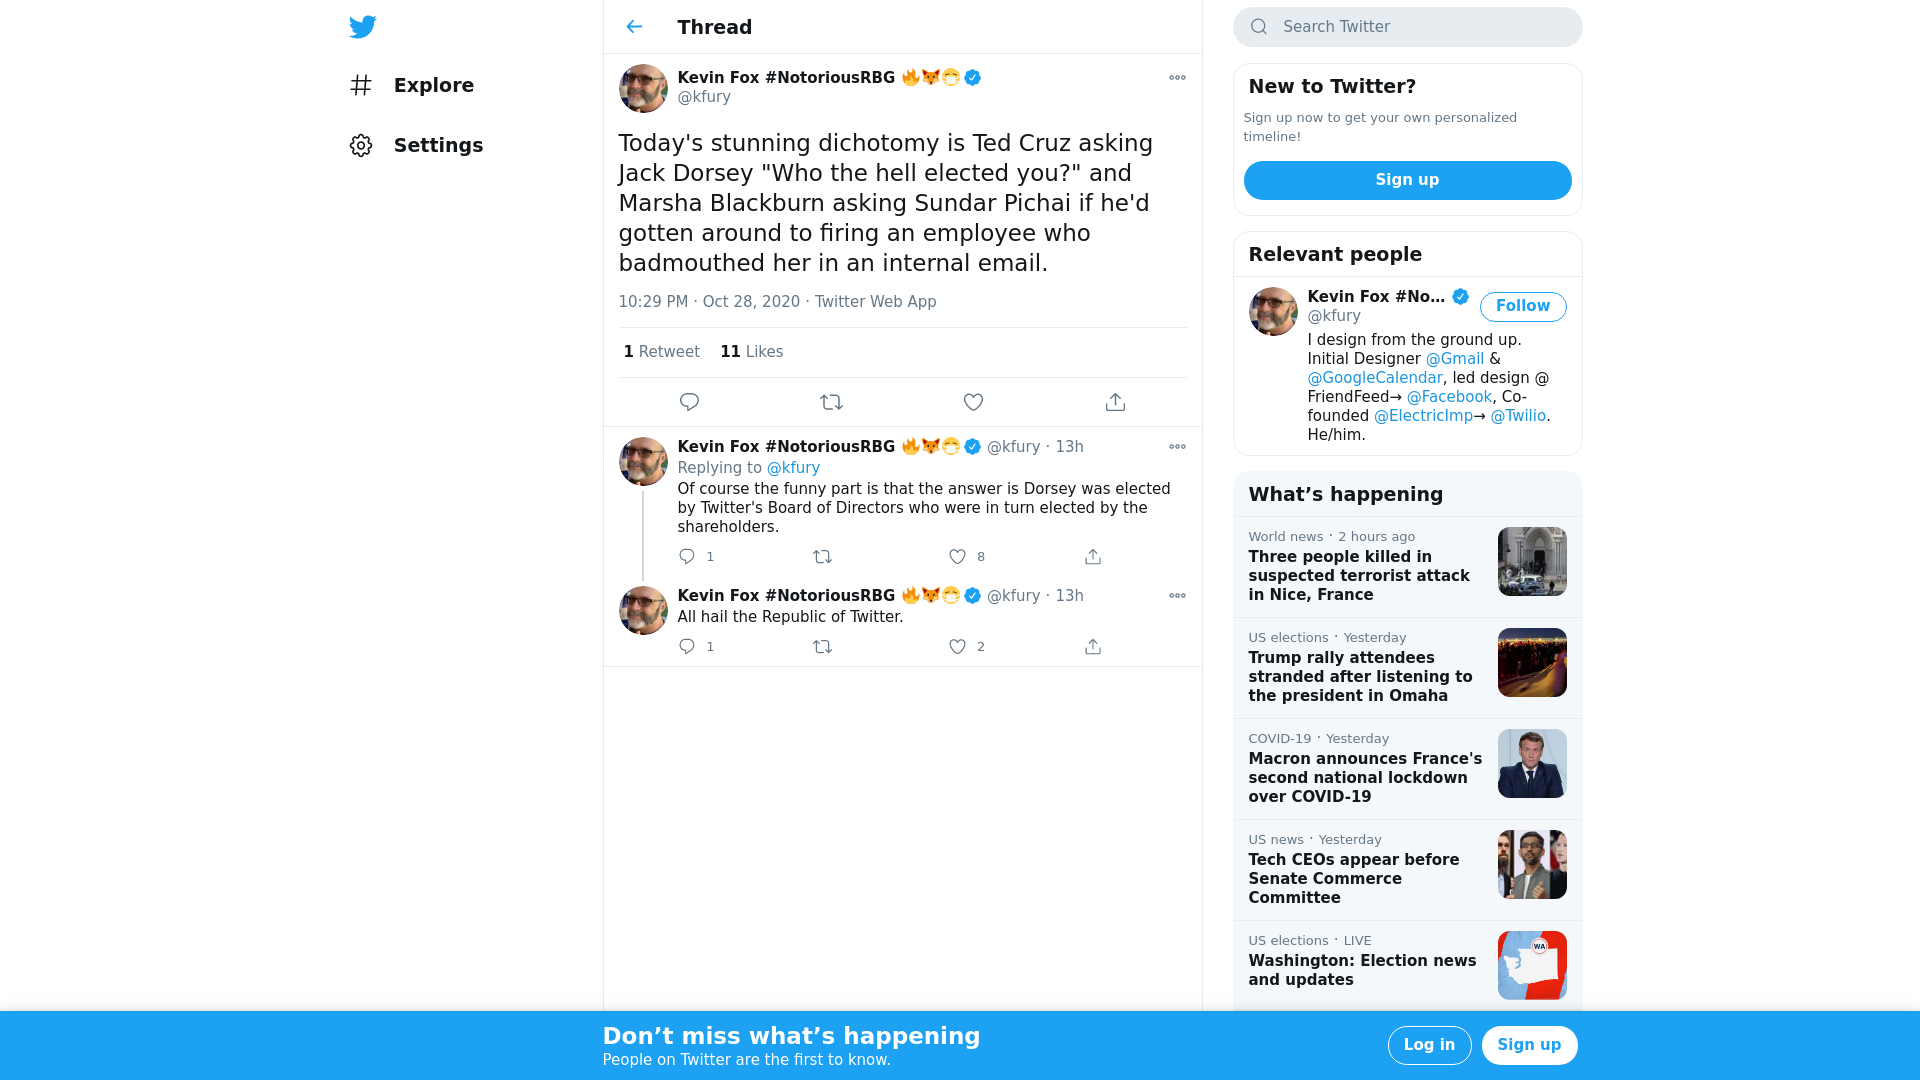 Explore
Settings
Thread
Kevin Fox #NotoriousRBG 🔥🦊😷
@kfury
Today's stunning dichotomy is Ted Cruz asking
Jack Dorsey "Who the hell elected you?" and
Marsha Blackburn asking Sundar Pichai if he'd
gotten around to firing an employee who
badmouthed her in an internal email.
10:29 PM · Oct 28, 2020 · Twitter Web App
1 Retweet 11 Likes
Kevin Fox #NotoriousRBG 🔥🦊😷 @kfury · 13h
Replying to @kfury
Of course the funny part is that the answer is Dorsey was elected
by Twitter's Board of Directors who were in turn elected by the
shareholders.
1 8
Kevin Fox #NotoriousRBG 🔥🦊😷 @kfury · 13h
All hail the Republic of Twitter.
1 2
Search Twitter
New to Twitter?
Sign up now to get your own personalized
timeline!
Sign up
Relevant people
Kevin Fox #No...
@kfury
Follow
I design from the ground up.
Initial Designer @Gmail &
@GoogleCalendar, led design @
FriendFeed→ @Facebook, Co-
founded @ElectricImp→ @Twilio.
He/him.
What's happening
World news · 2 hours ago
Three people killed in
suspected terrorist attack
in Nice, France
US elections · Yesterday
Trump rally attendees
stranded after listening to
the president in Omaha
COVID-19 · Yesterday
Macron announces France's
second national lockdown
over COVID-19
US news · Yesterday
Tech CEOs appear before
Senate Commerce
Committee
US elections · LIVE
Washington: Election news
and updates
WA
Don't miss what's happening
People on Twitter are the first to know.
Log in
Sign up